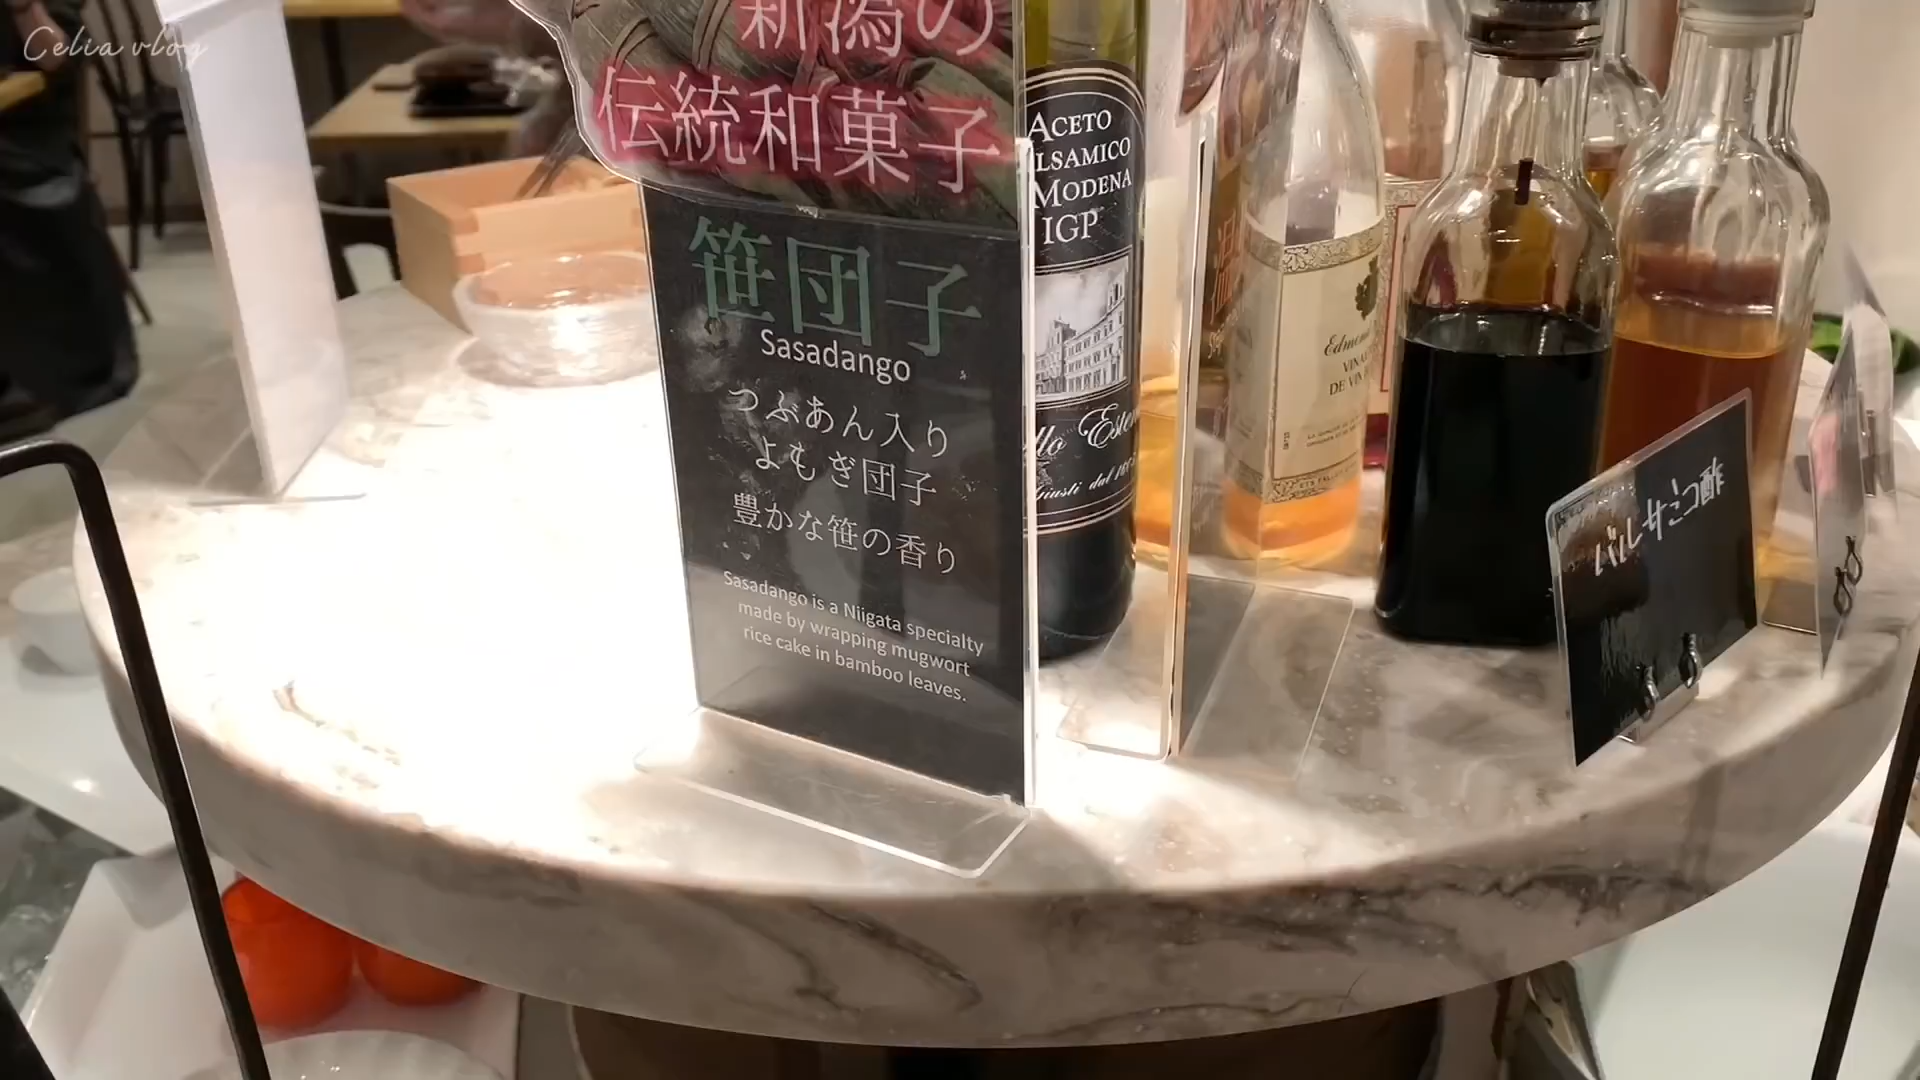 Celia vlog
新潟の
伝統和菓子
笹団子
Sasadango
つぶあん入り
よもぎ団子
豊かな笹の香り
Sasadango is a Niigata specialty
made by wrapping mugwort
rice cake in bamboo leaves.
ACETO
LSAMICO
MODENA
IGP
バルサミコ酢